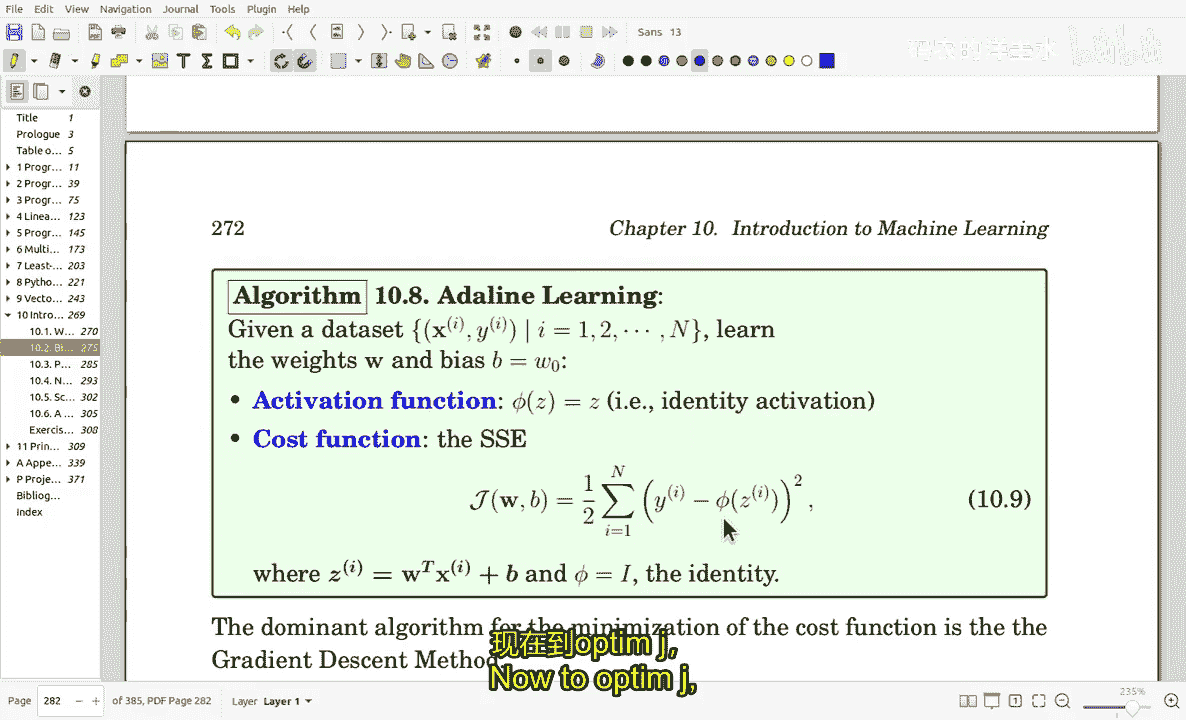 File Edit View Navigation Journal Tools Plugin Help
Sans 13
Title 1
Prologue 3
Table o... 5
1 Progr... 11
2 Progr... 39
3 Progr... 75
4 Linea... 123
5 Progr... 145
6 Multi... 173
7 Least-... 203
8 Pytho... 221
9 Vecto... 243
10 Intro... 269
10.1. W... 270
10.2. Bi... 275
10.3. P... 285
10.4. N... 293
10.5. Sc... 302
10.6. A ... 305
Exercis... 308
11 Prin... 309
A Appe... 339
P Proje... 371
Bibliog...
Index
272 Chapter 10. Introduction to Machine Learning
Algorithm 10.8. Adaline Learning:
Given a dataset {(x^(i), y^(i)) | i = 1, 2, ⋯ , N}, learn
the weights w and bias b = w₀:
• Activation function: ϕ(z) = z (i.e., identity activation)
• Cost function: the SSE
𝒥(w, b) = 1/2 ∑_{i=1}^{N} (y^(i) − ϕ(z^(i)))², (10.9)
where z^(i) = w^T x^(i) + b and ϕ = I, the identity.
The dominant algorithm for the minimization of the cost function is the the
Gradient Descent Method
现在到optim j,
Now to optim j,
Page 282 − + of 385, PDF Page 282 Layer Layer 1 235%